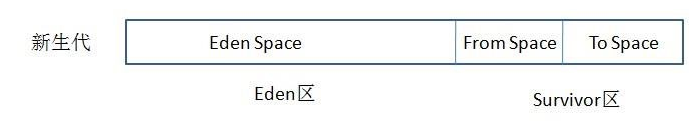 新生代 Eden Space From Space To Space
Eden区 Survivor区